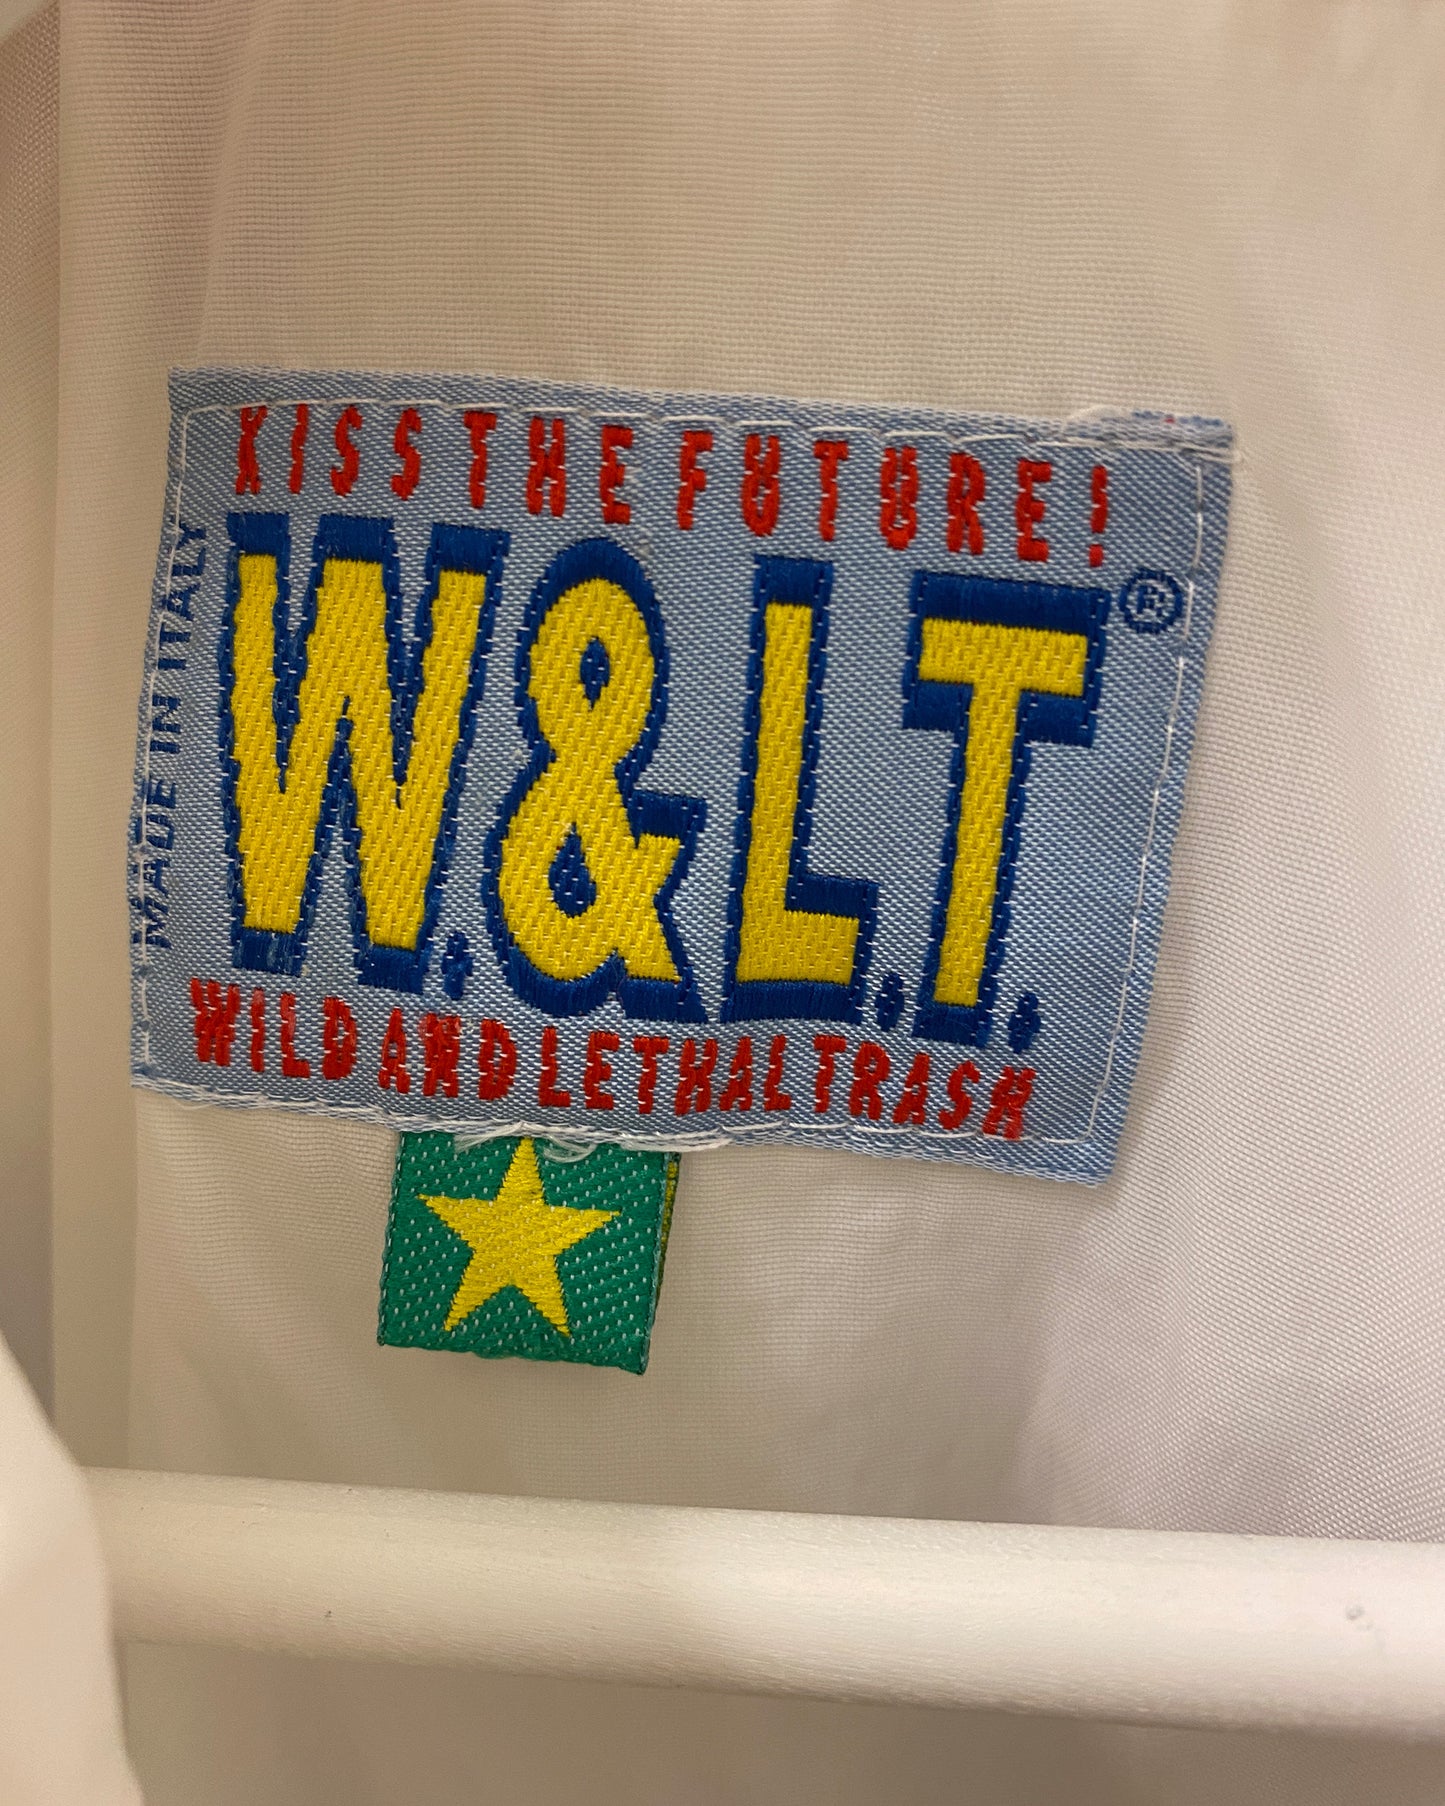 KISS THE FUTURE!
W.&L.T.®
MADE IN ITALY
WILD AND LETHAL TRASH